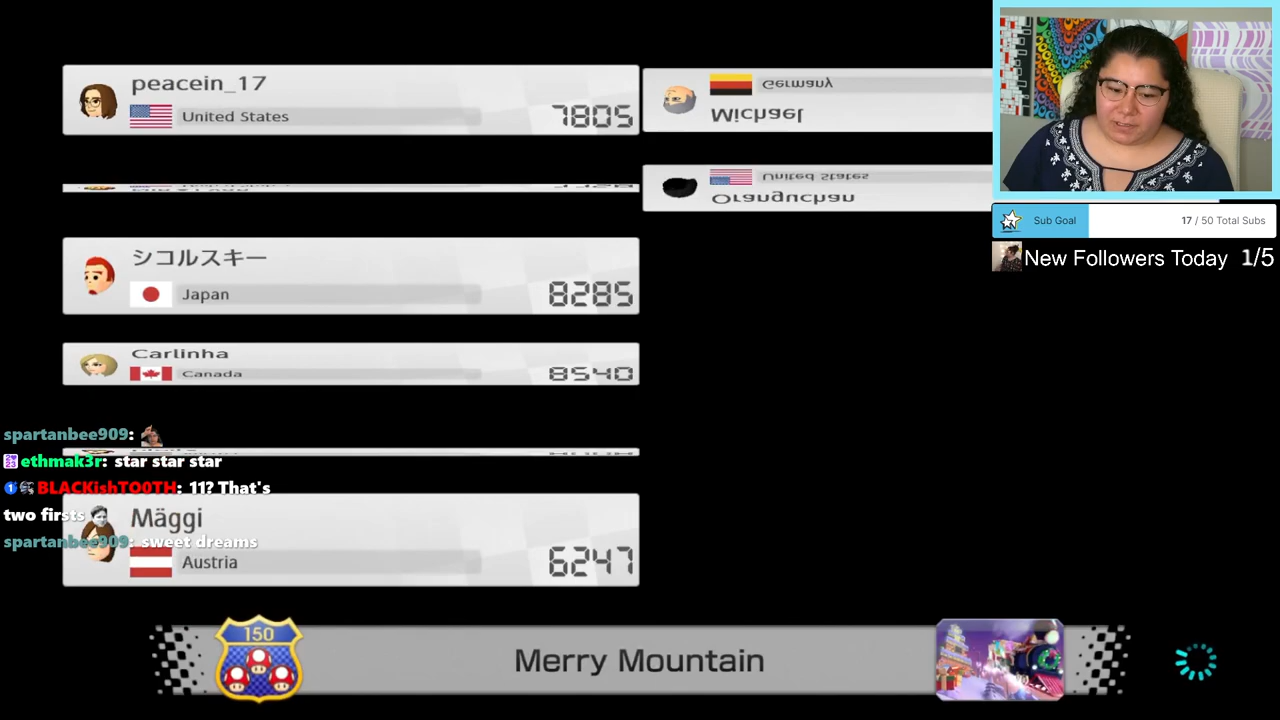 peacein_17
United States
7805
Germany
Michael
United States
Oranguchan
シコルスキー
Japan
8285
Carlinha
Canada
8540
Mäggi
Austria
6247
spartanbee909:
ethmak3r: star star star
BLACKishTO0TH: 11? That's
two firsts
spartanbee909: sweet dreams
150
Merry Mountain
Sub Goal
17 / 50 Total Subs
New Followers Today 1/5